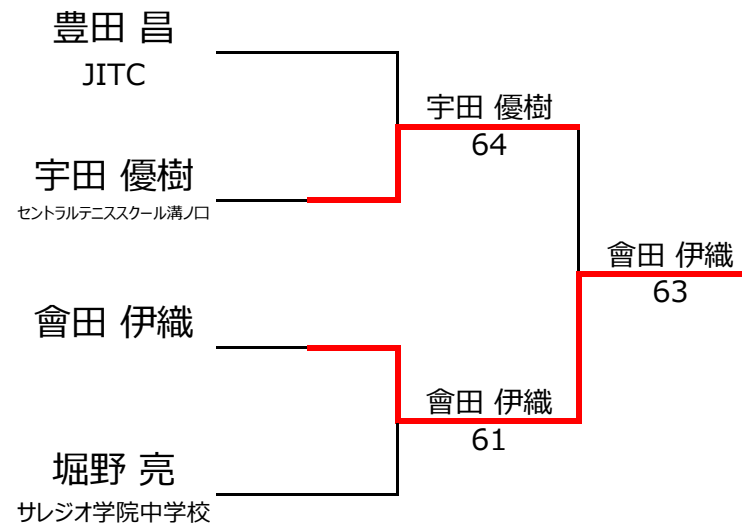 豊田 昌
JITC
宇田 優樹
64
宇田 優樹
セントラルテニススクール溝ノ口
會田 伊織
63
會田 伊織
會田 伊織
61
堀野 亮
サレジオ学院中学校